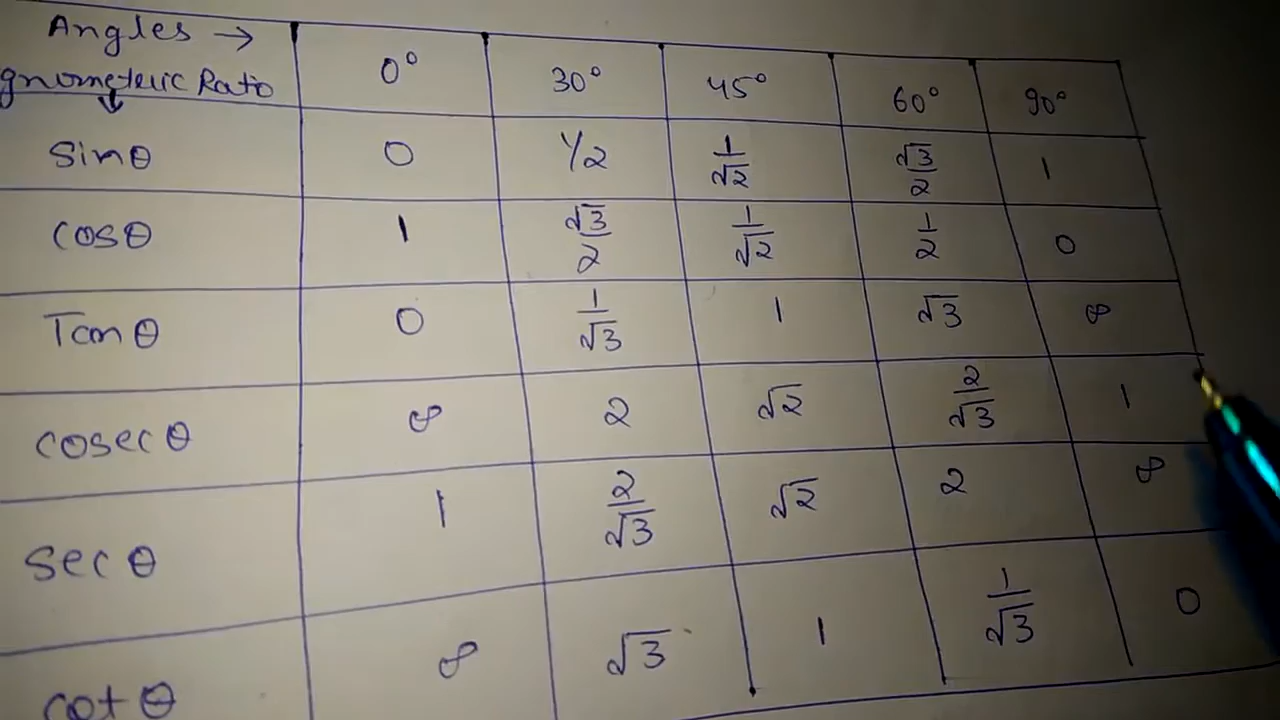 Angles → 0° 30° 45° 60° 90°
gnometric Ratio ↓
sinθ 0 1/2 1/√2 √3/2 1
cosθ 1 √3/2 1/√2 1/2 0
Tanθ 0 1/√3 1 √3 ∞
cosecθ ∞ 2 √2 2/√3 1
secθ 1 2/√3 √2 2 ∞
cotθ ∞ √3 1 1/√3 0